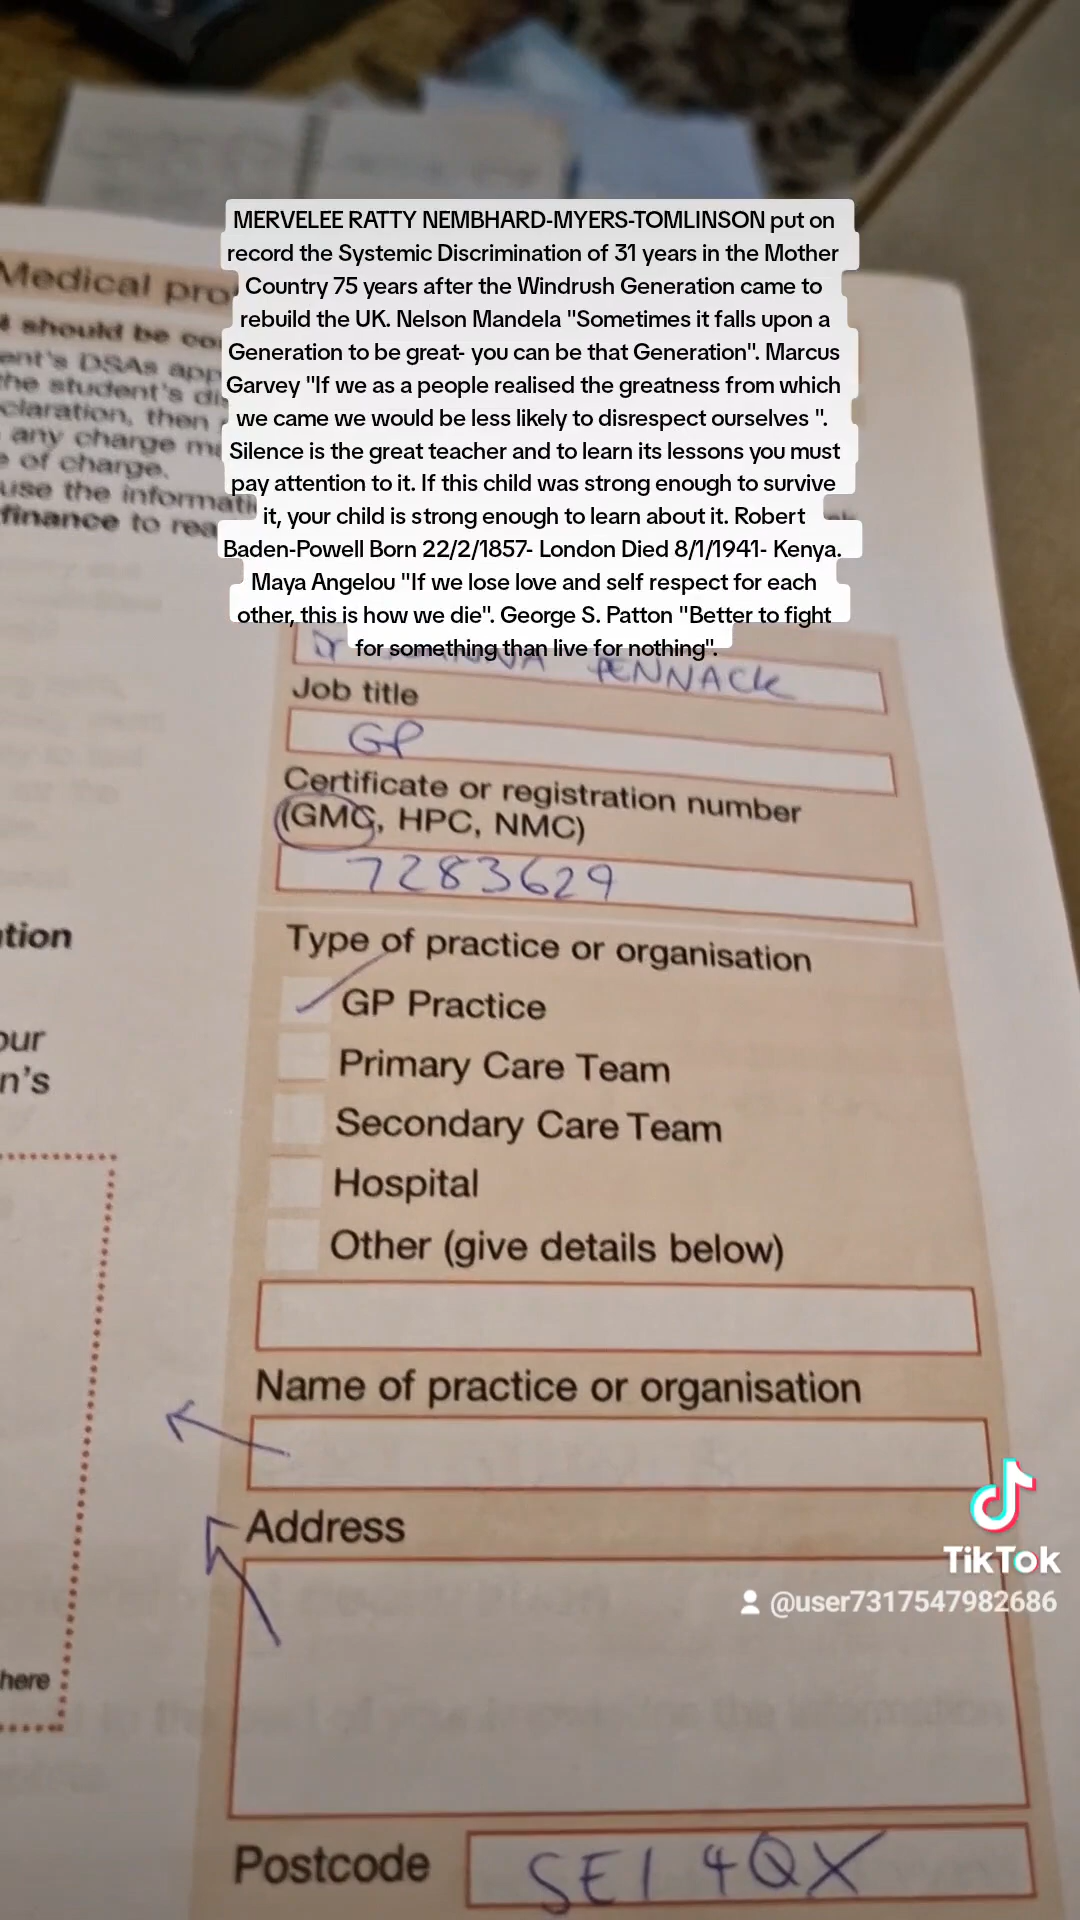 MERVELEE RATTY NEMBHARD-MYERS-TOMLINSON put on
record the Systemic Discrimination of 31 years in the Mother
Country 75 years after the Windrush Generation came to
rebuild the UK. Nelson Mandela "Sometimes it falls upon a
Generation to be great- you can be that Generation". Marcus
Garvey "If we as a people realised the greatness from which
we came we would be less likely to disrespect ourselves ".
Silence is the great teacher and to learn its lessons you must
pay attention to it. If this child was strong enough to survive
it, your child is strong enough to learn about it. Robert
Baden-Powell Born 22/2/1857- London Died 8/1/1941- Kenya.
Maya Angelou "If we lose love and self respect for each
other, this is how we die". George S. Patton "Better to fight
for something than live for nothing".
Medical
should be
DSAs
the student's
then
any charge
of charge.
use the
finance to
Dr PENNACK
Job title
GP
Certificate or registration number
(GMC, HPC, NMC)
7283629
Type of practice or organisation
GP Practice
Primary Care Team
Secondary Care Team
Hospital
Other (give details below)
Name of practice or organisation
Address
Postcode SE1 4QX
here
TikTok
@user7317547982686